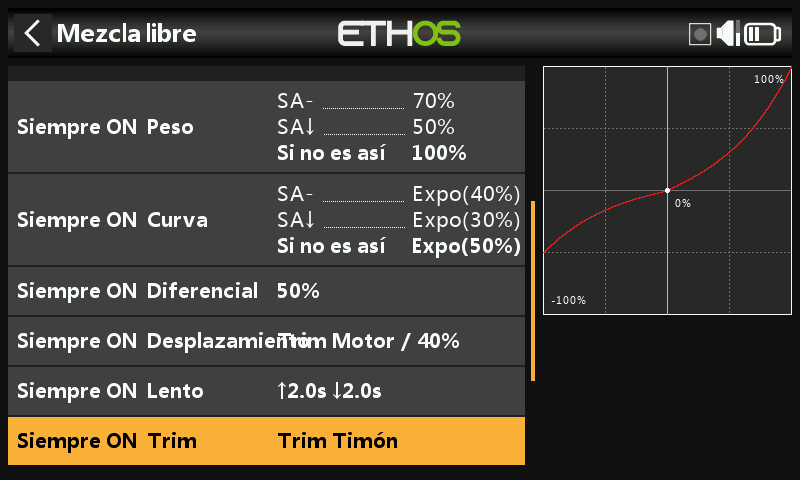 Mezcla libre
ETHOS
SA- 70%
Siempre ON Peso SA↓ 50%
Si no es así 100%
SA- Expo(40%)
Siempre ON Curva SA↓ Expo(30%)
Si no es así Expo(50%)
Siempre ON Diferencial 50%
Siempre ON Desplazamiento Trim Motor / 40%
Siempre ON Lento ↑2.0s ↓2.0s
Siempre ON Trim Trim Timón
100%
0%
-100%